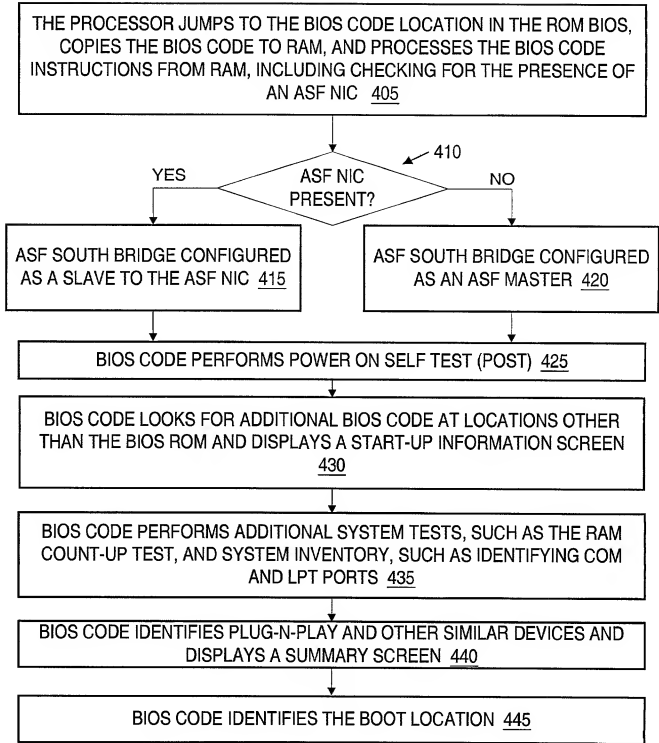 THE PROCESSOR JUMPS TO THE BIOS CODE LOCATION IN THE ROM BIOS,
COPIES THE BIOS CODE TO RAM, AND PROCESSES THE BIOS CODE
INSTRUCTIONS FROM RAM, INCLUDING CHECKING FOR THE PRESENCE OF
AN ASF NIC 405
410
YES
ASF NIC
PRESENT?
NO
ASF SOUTH BRIDGE CONFIGURED
AS A SLAVE TO THE ASF NIC 415
ASF SOUTH BRIDGE CONFIGURED
AS AN ASF MASTER 420
BIOS CODE PERFORMS POWER ON SELF TEST (POST) 425
BIOS CODE LOOKS FOR ADDITIONAL BIOS CODE AT LOCATIONS OTHER
THAN THE BIOS ROM AND DISPLAYS A START-UP INFORMATION SCREEN
430
BIOS CODE PERFORMS ADDITIONAL SYSTEM TESTS, SUCH AS THE RAM
COUNT-UP TEST, AND SYSTEM INVENTORY, SUCH AS IDENTIFYING COM
AND LPT PORTS 435
BIOS CODE IDENTIFIES PLUG-N-PLAY AND OTHER SIMILAR DEVICES AND
DISPLAYS A SUMMARY SCREEN 440
BIOS CODE IDENTIFIES THE BOOT LOCATION 445